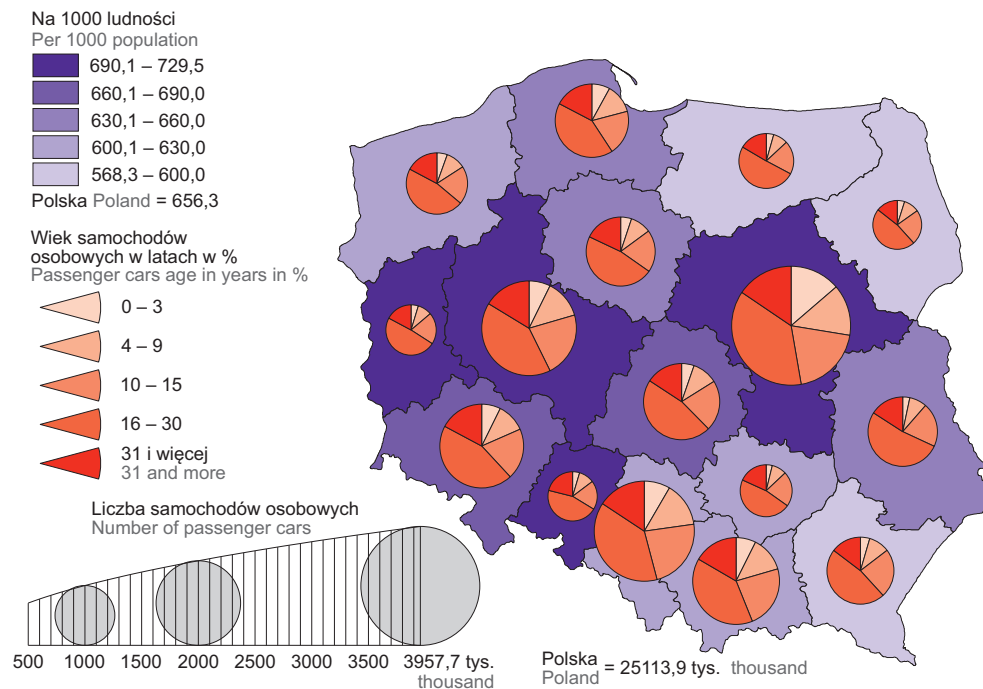 Na 1000 ludności
Per 1000 population
690,1 – 729,5
660,1 – 690,0
630,1 – 660,0
600,1 – 630,0
568,3 – 600,0
Polska Poland = 656,3
Wiek samochodów
osobowych w latach w %
Passenger cars age in years in %
0 – 3
4 – 9
10 – 15
16 – 30
31 i więcej
31 and more
Liczba samochodów osobowych
Number of passenger cars
500 1000 1500 2000 2500 3000 3500 3957,7 tys.
thousand
Polska
Poland = 25113,9 tys. thousand